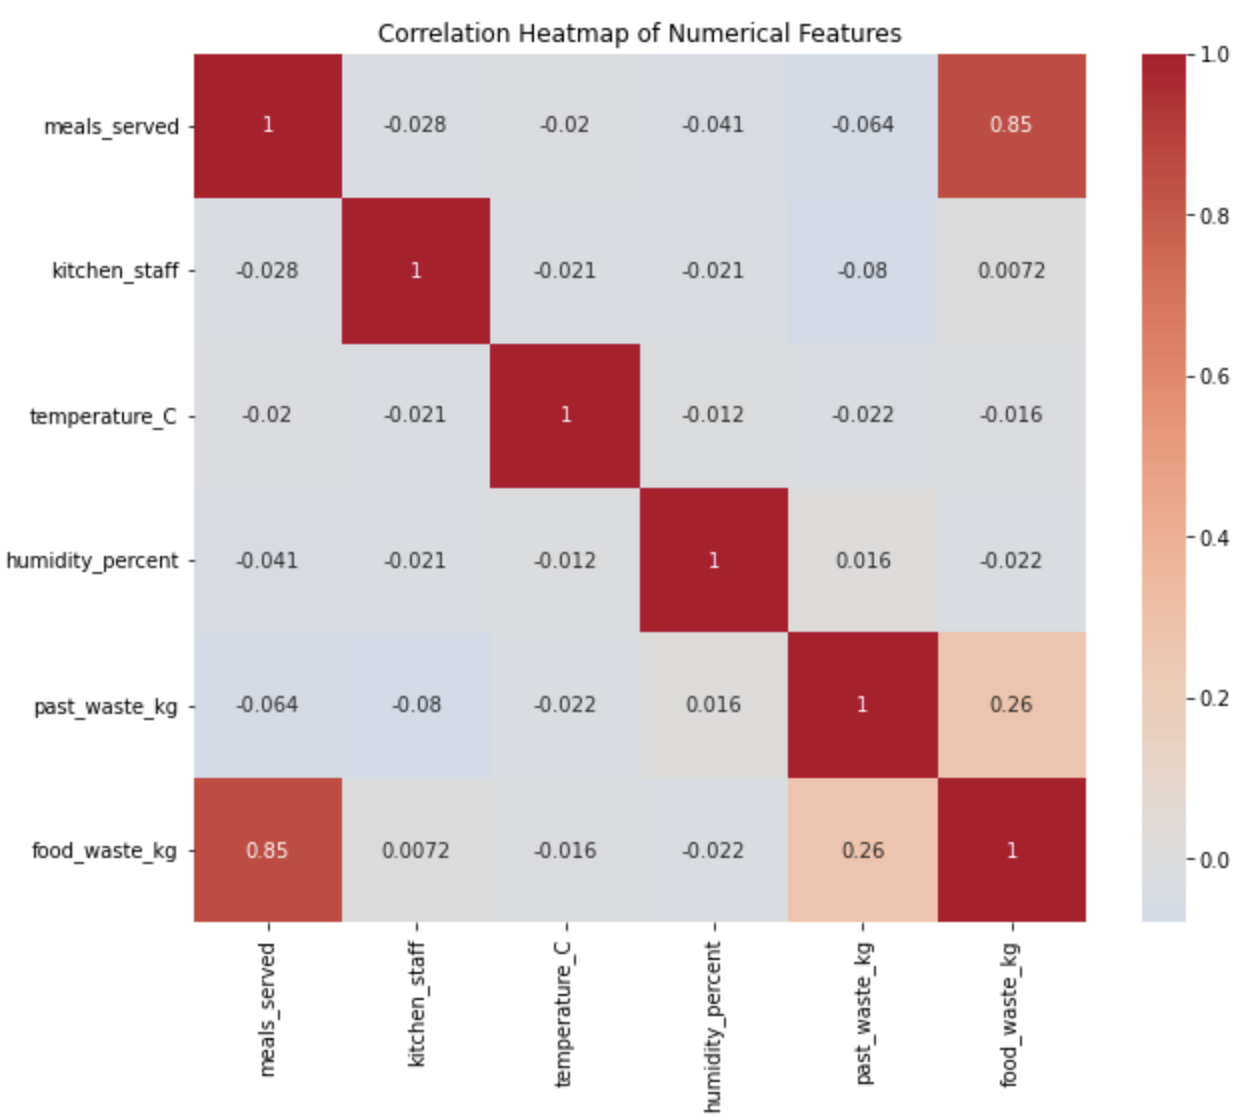 Correlation Heatmap of Numerical Features
meals_served 1 -0.028 -0.02 -0.041 -0.064 0.85
kitchen_staff -0.028 1 -0.021 -0.021 -0.08 0.0072
temperature_C -0.02 -0.021 1 -0.012 -0.022 -0.016
humidity_percent -0.041 -0.021 -0.012 1 0.016 -0.022
past_waste_kg -0.064 -0.08 -0.022 0.016 1 0.26
food_waste_kg 0.85 0.0072 -0.016 -0.022 0.26 1
meals_served
kitchen_staff
temperature_C
humidity_percent
past_waste_kg
food_waste_kg
1.0
0.8
0.6
0.4
0.2
0.0